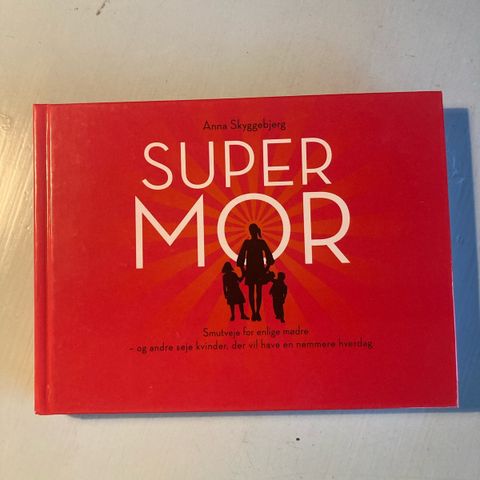 Anna Skyggebjerg
SUPER
MOR
Smutveje for enlige mødre
– og andre seje kvinder, der vil have en nemmere hverdag